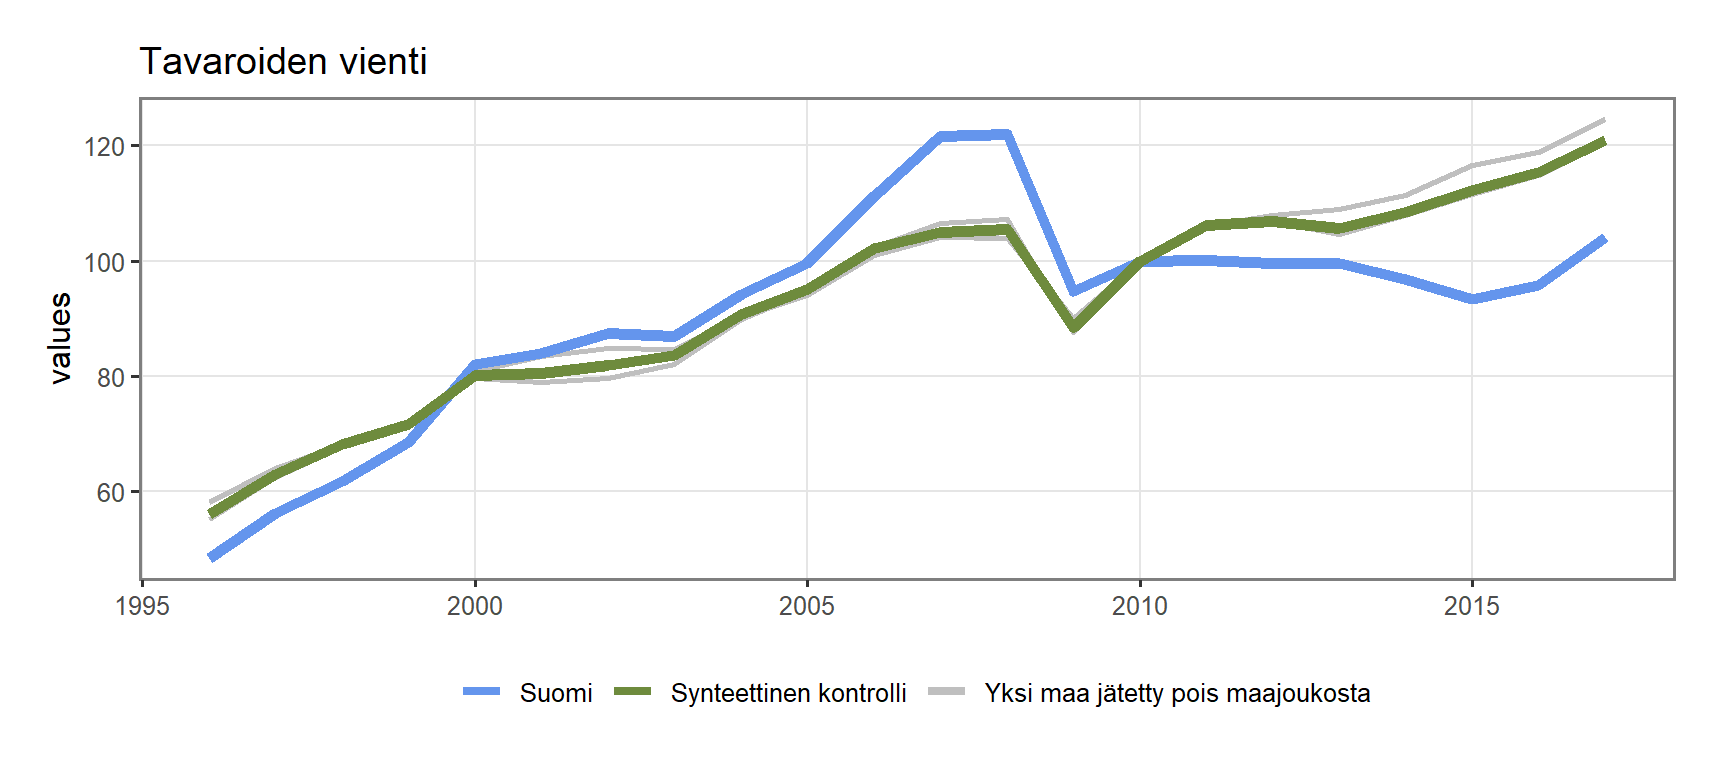 Tavaroiden vienti
values
120
100
80
60
1995 2000 2005 2010 2015
Suomi Synteettinen kontrolli Yksi maa jätetty pois maajoukosta